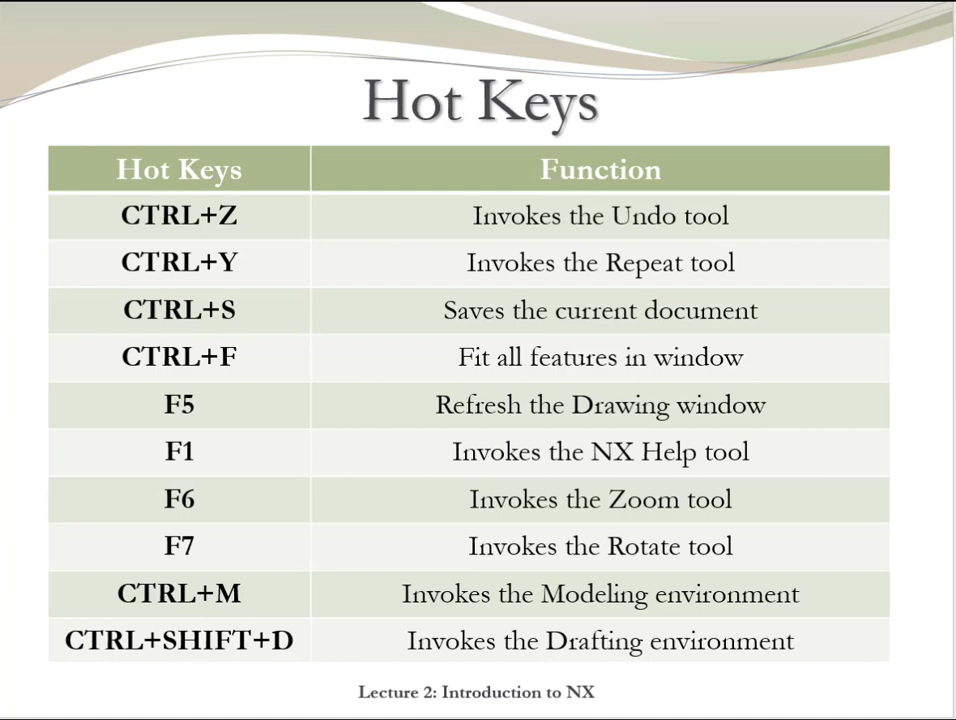 Hot Keys
Hot Keys Function
CTRL+Z Invokes the Undo tool
CTRL+Y Invokes the Repeat tool
CTRL+S Saves the current document
CTRL+F Fit all features in window
F5 Refresh the Drawing window
F1 Invokes the NX Help tool
F6 Invokes the Zoom tool
F7 Invokes the Rotate tool
CTRL+M Invokes the Modeling environment
CTRL+SHIFT+D Invokes the Drafting environment
Lecture 2: Introduction to NX